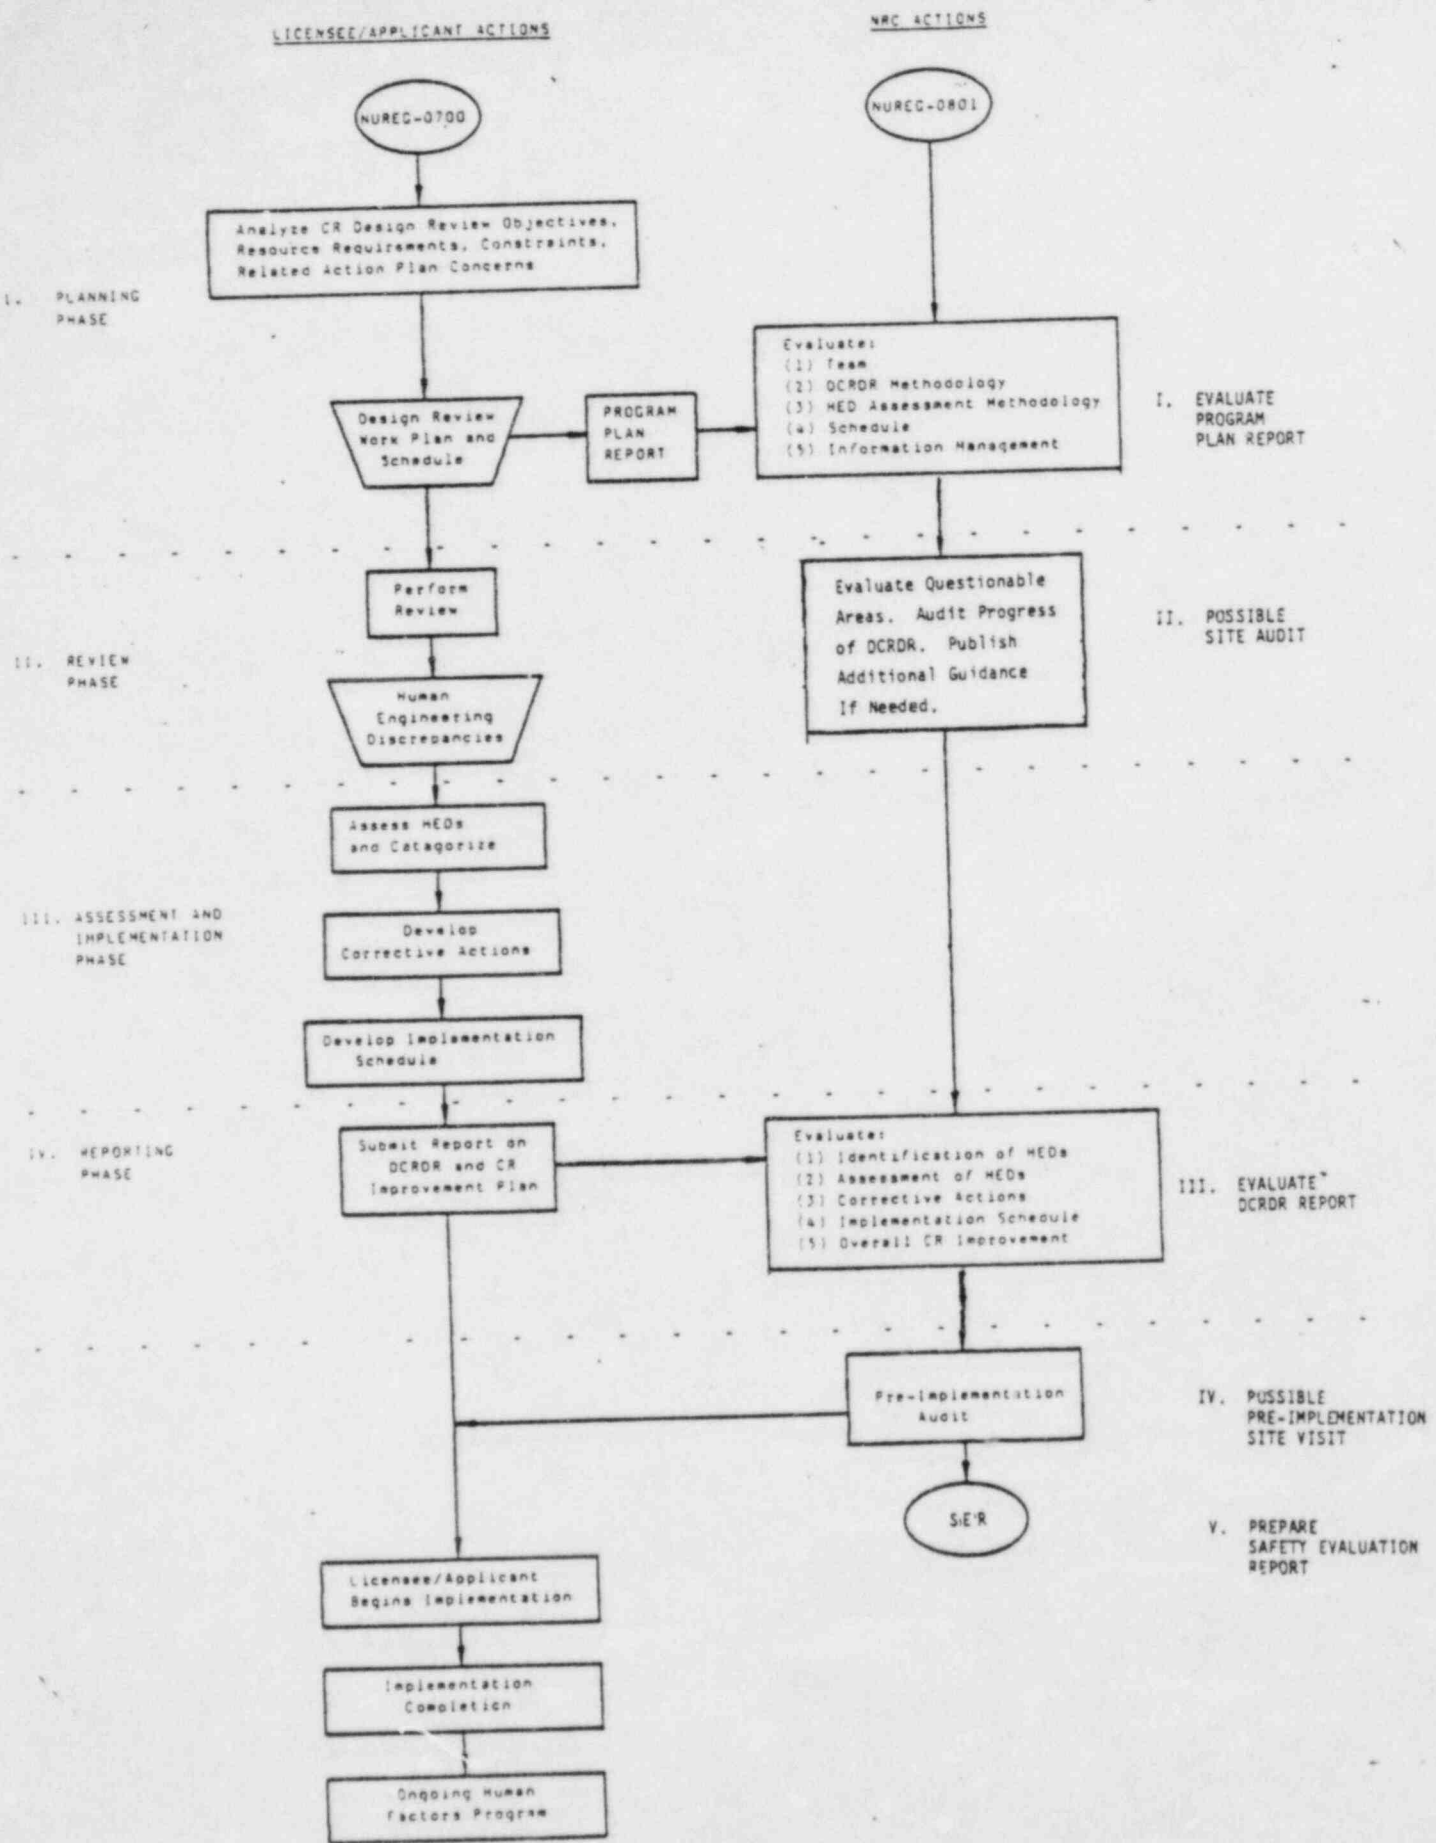 LICENSEE/APPLICANT ACTIONS
NRC ACTIONS
NUREG-0700
NUREG-0801
Analyze CR Design Review Objectives,
Resource Requirements, Constraints,
Related Action Plan Concerns
I. PLANNING
PHASE
Design Review
Work Plan and
Schedule
PROGRAM
PLAN
REPORT
Evaluate:
(1) Team
(2) DCRDR Methodology
(3) HED Assessment Methodology
(4) Schedule
(5) Information Management
I. EVALUATE
PROGRAM
PLAN REPORT
Perform
Review
II. REVIEW
PHASE
Human
Engineering
Discrepancies
Evaluate Questionable
Areas. Audit Progress
of DCRDR. Publish
Additional Guidance
If Needed.
II. POSSIBLE
SITE AUDIT
Assess HEDs
and Catagorize
III. ASSESSMENT AND
IMPLEMENTATION
PHASE
Develop
Corrective Actions
Develop Implementation
Schedule
IV. REPORTING
PHASE
Submit Report on
DCRDR and CR
Improvement Plan
Evaluate:
(1) Identification of HEDs
(2) Assessment of HEDs
(3) Corrective Actions
(4) Implementation Schedule
(5) Overall CR Improvement
III. EVALUATE
DCRDR REPORT
Pre-Implementation
Audit
IV. POSSIBLE
PRE-IMPLEMENTATION
SITE VISIT
SER
V. PREPARE
SAFETY EVALUATION
REPORT
Licensee/Applicant
Begins Implementation
Implementation
Completion
Ongoing Human
Factors Program